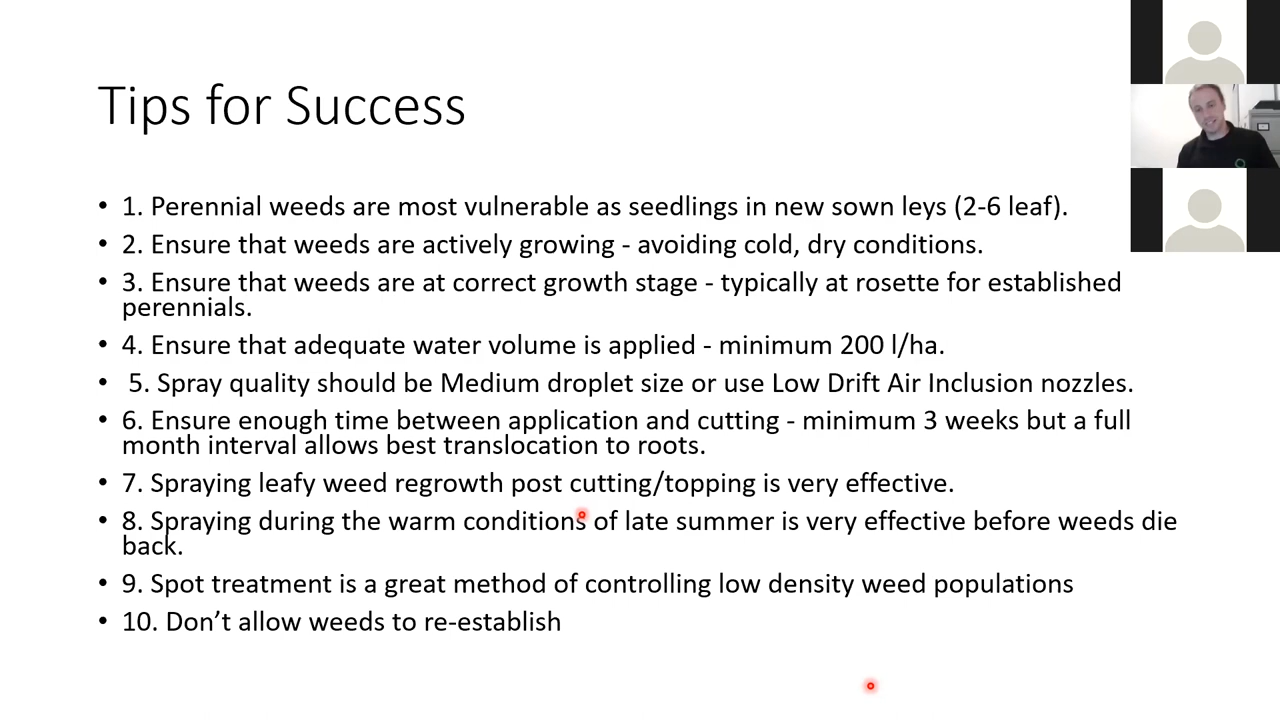 Tips for Success
• 1. Perennial weeds are most vulnerable as seedlings in new sown leys (2-6 leaf).
• 2. Ensure that weeds are actively growing - avoiding cold, dry conditions.
• 3. Ensure that weeds are at correct growth stage - typically at rosette for established
perennials.
• 4. Ensure that adequate water volume is applied - minimum 200 l/ha.
• 5. Spray quality should be Medium droplet size or use Low Drift Air Inclusion nozzles.
• 6. Ensure enough time between application and cutting - minimum 3 weeks but a full
month interval allows best translocation to roots.
• 7. Spraying leafy weed regrowth post cutting/topping is very effective.
• 8. Spraying during the warm conditions of late summer is very effective before weeds die
back.
• 9. Spot treatment is a great method of controlling low density weed populations
• 10. Don’t allow weeds to re-establish